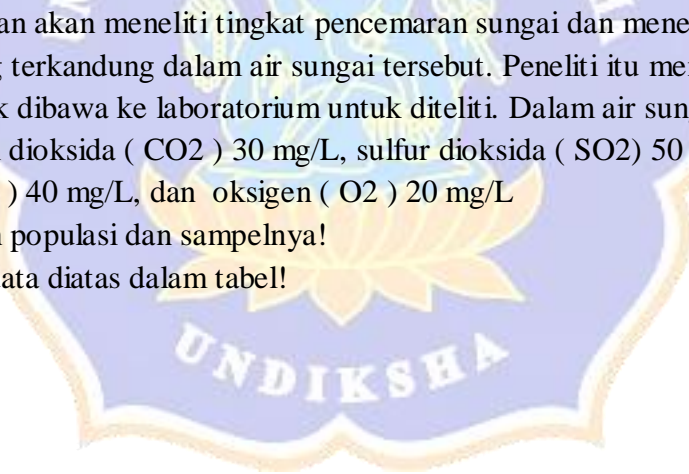 an akan meneliti tingkat pencemaran sungai dan mene
g terkandung dalam air sungai tersebut. Peneliti itu me
k dibawa ke laboratorium untuk diteliti. Dalam air sun
dioksida ( CO2 ) 30 mg/L, sulfur dioksida ( SO2) 50
) 40 mg/L, dan oksigen ( O2 ) 20 mg/L
populasi dan sampelnya!
ata diatas dalam tabel!
UNDIKSHA